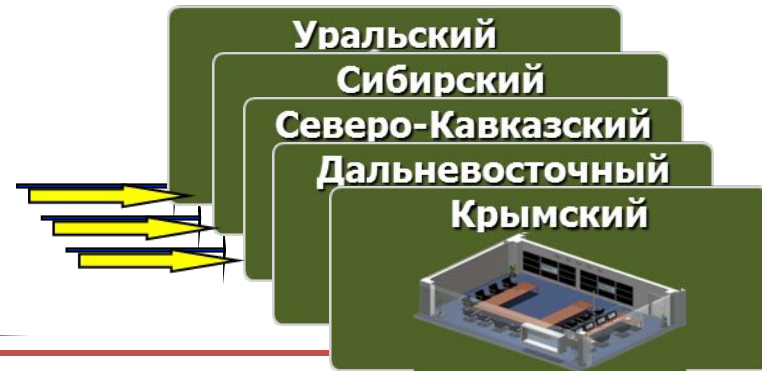 Уральский
Сибирский
Северо-Кавказский
Дальневосточный
Крымский